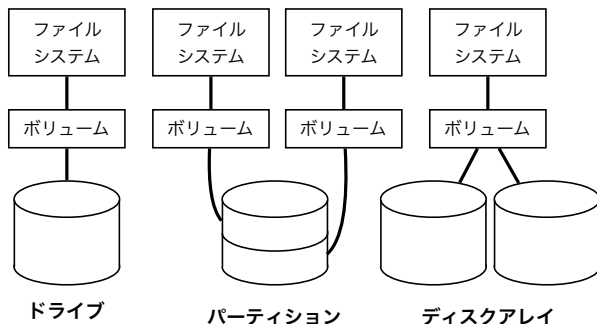 ファイル
システム
ファイル
システム
ファイル
システム
ファイル
システム
ボリューム
ボリューム
ボリューム
ボリューム
ドライブ
パーティション
ディスクアレイ